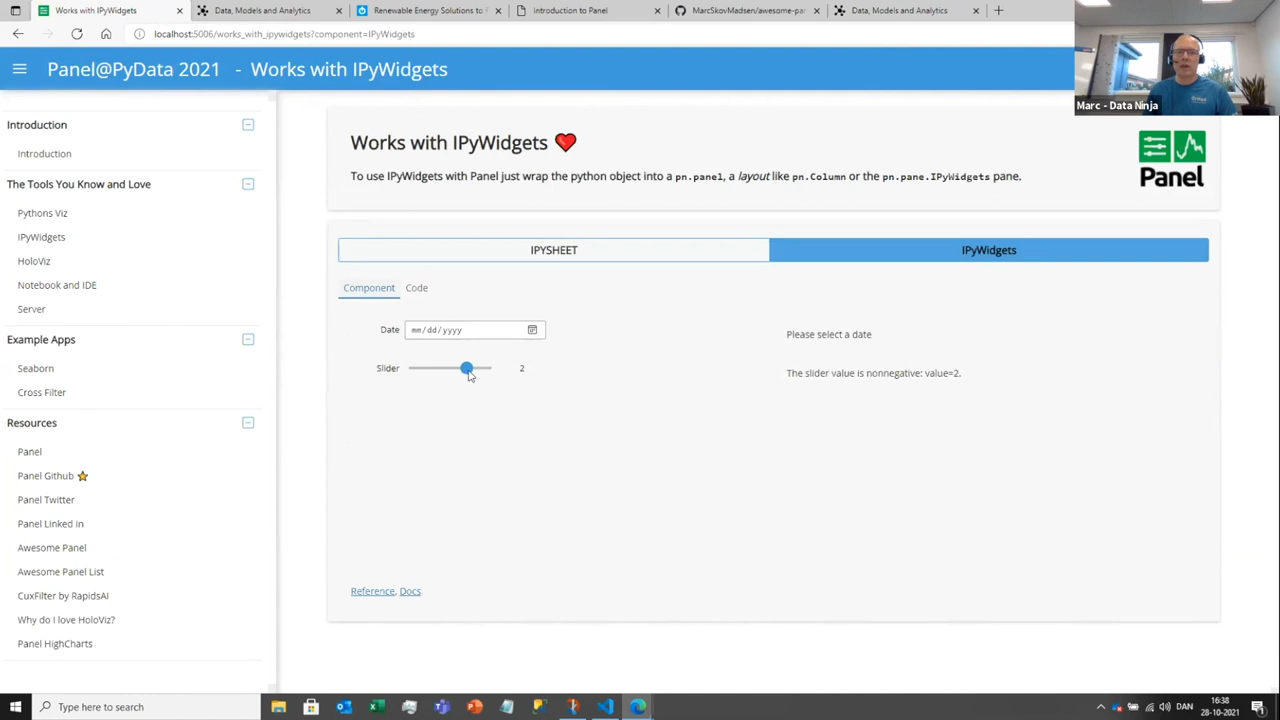 Works with IPyWidgets
Data, Models and Analytics
Renewable Energy Solutions to
Introduction to Panel
MarcSkovMadsen/awesome-pa
Data, Models and Analytics
localhost:5006/works_with_ipywidgets?component=IPyWidgets
Panel@PyData 2021 - Works with IPyWidgets
Marc - Data Ninja
Introduction
Introduction
The Tools You Know and Love
Pythons Viz
IPyWidgets
HoloViz
Notebook and IDE
Server
Example Apps
Seaborn
Cross Filter
Resources
Panel
Panel Github ⭐
Panel Twitter
Panel Linked In
Awesome Panel
Awesome Panel List
CuxFilter by RapidsAI
Why do I love HoloViz?
Panel HighCharts
Works with IPyWidgets ❤️
To use IPyWidgets with Panel just wrap the python object into a pn.panel, a layout like pn.Column or the pn.pane.IPyWidgets pane.
Panel
IPYSHEET
IPyWidgets
Component Code
Date mm/dd/yyyy
Please select a date
Slider 2
The slider value is nonnegative: value=2.
Reference, Docs
Type here to search
DAN
16:38
28-10-2021